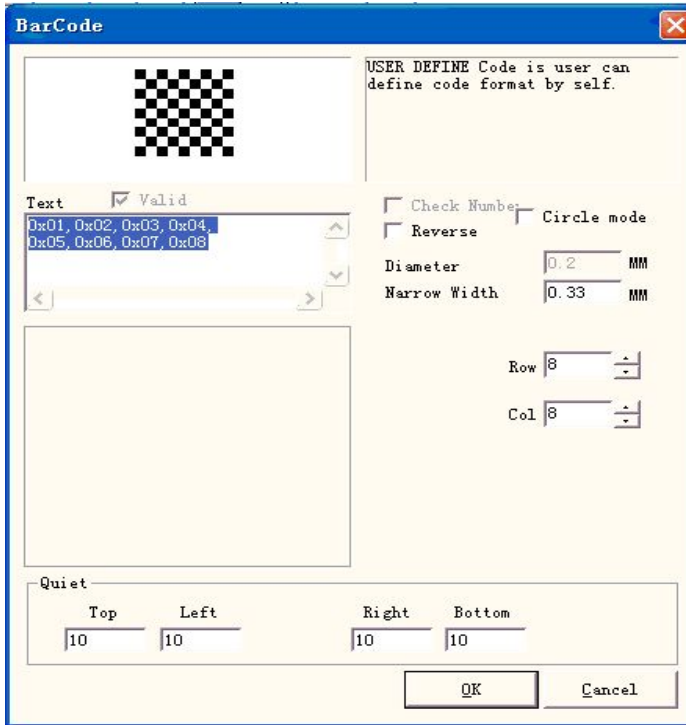 BarCode
USER DEFINE Code is user can
define code format by self.
Text
Valid
0x01, 0x02, 0x03, 0x04,
0x05, 0x06, 0x07, 0x08
Check Number
Circle mode
Reverse
Diameter 0.2 MM
Narrow Width 0.33 MM
Row 8
Col 8
Quiet
Top Left Right Bottom
10 10 10 10
OK Cancel